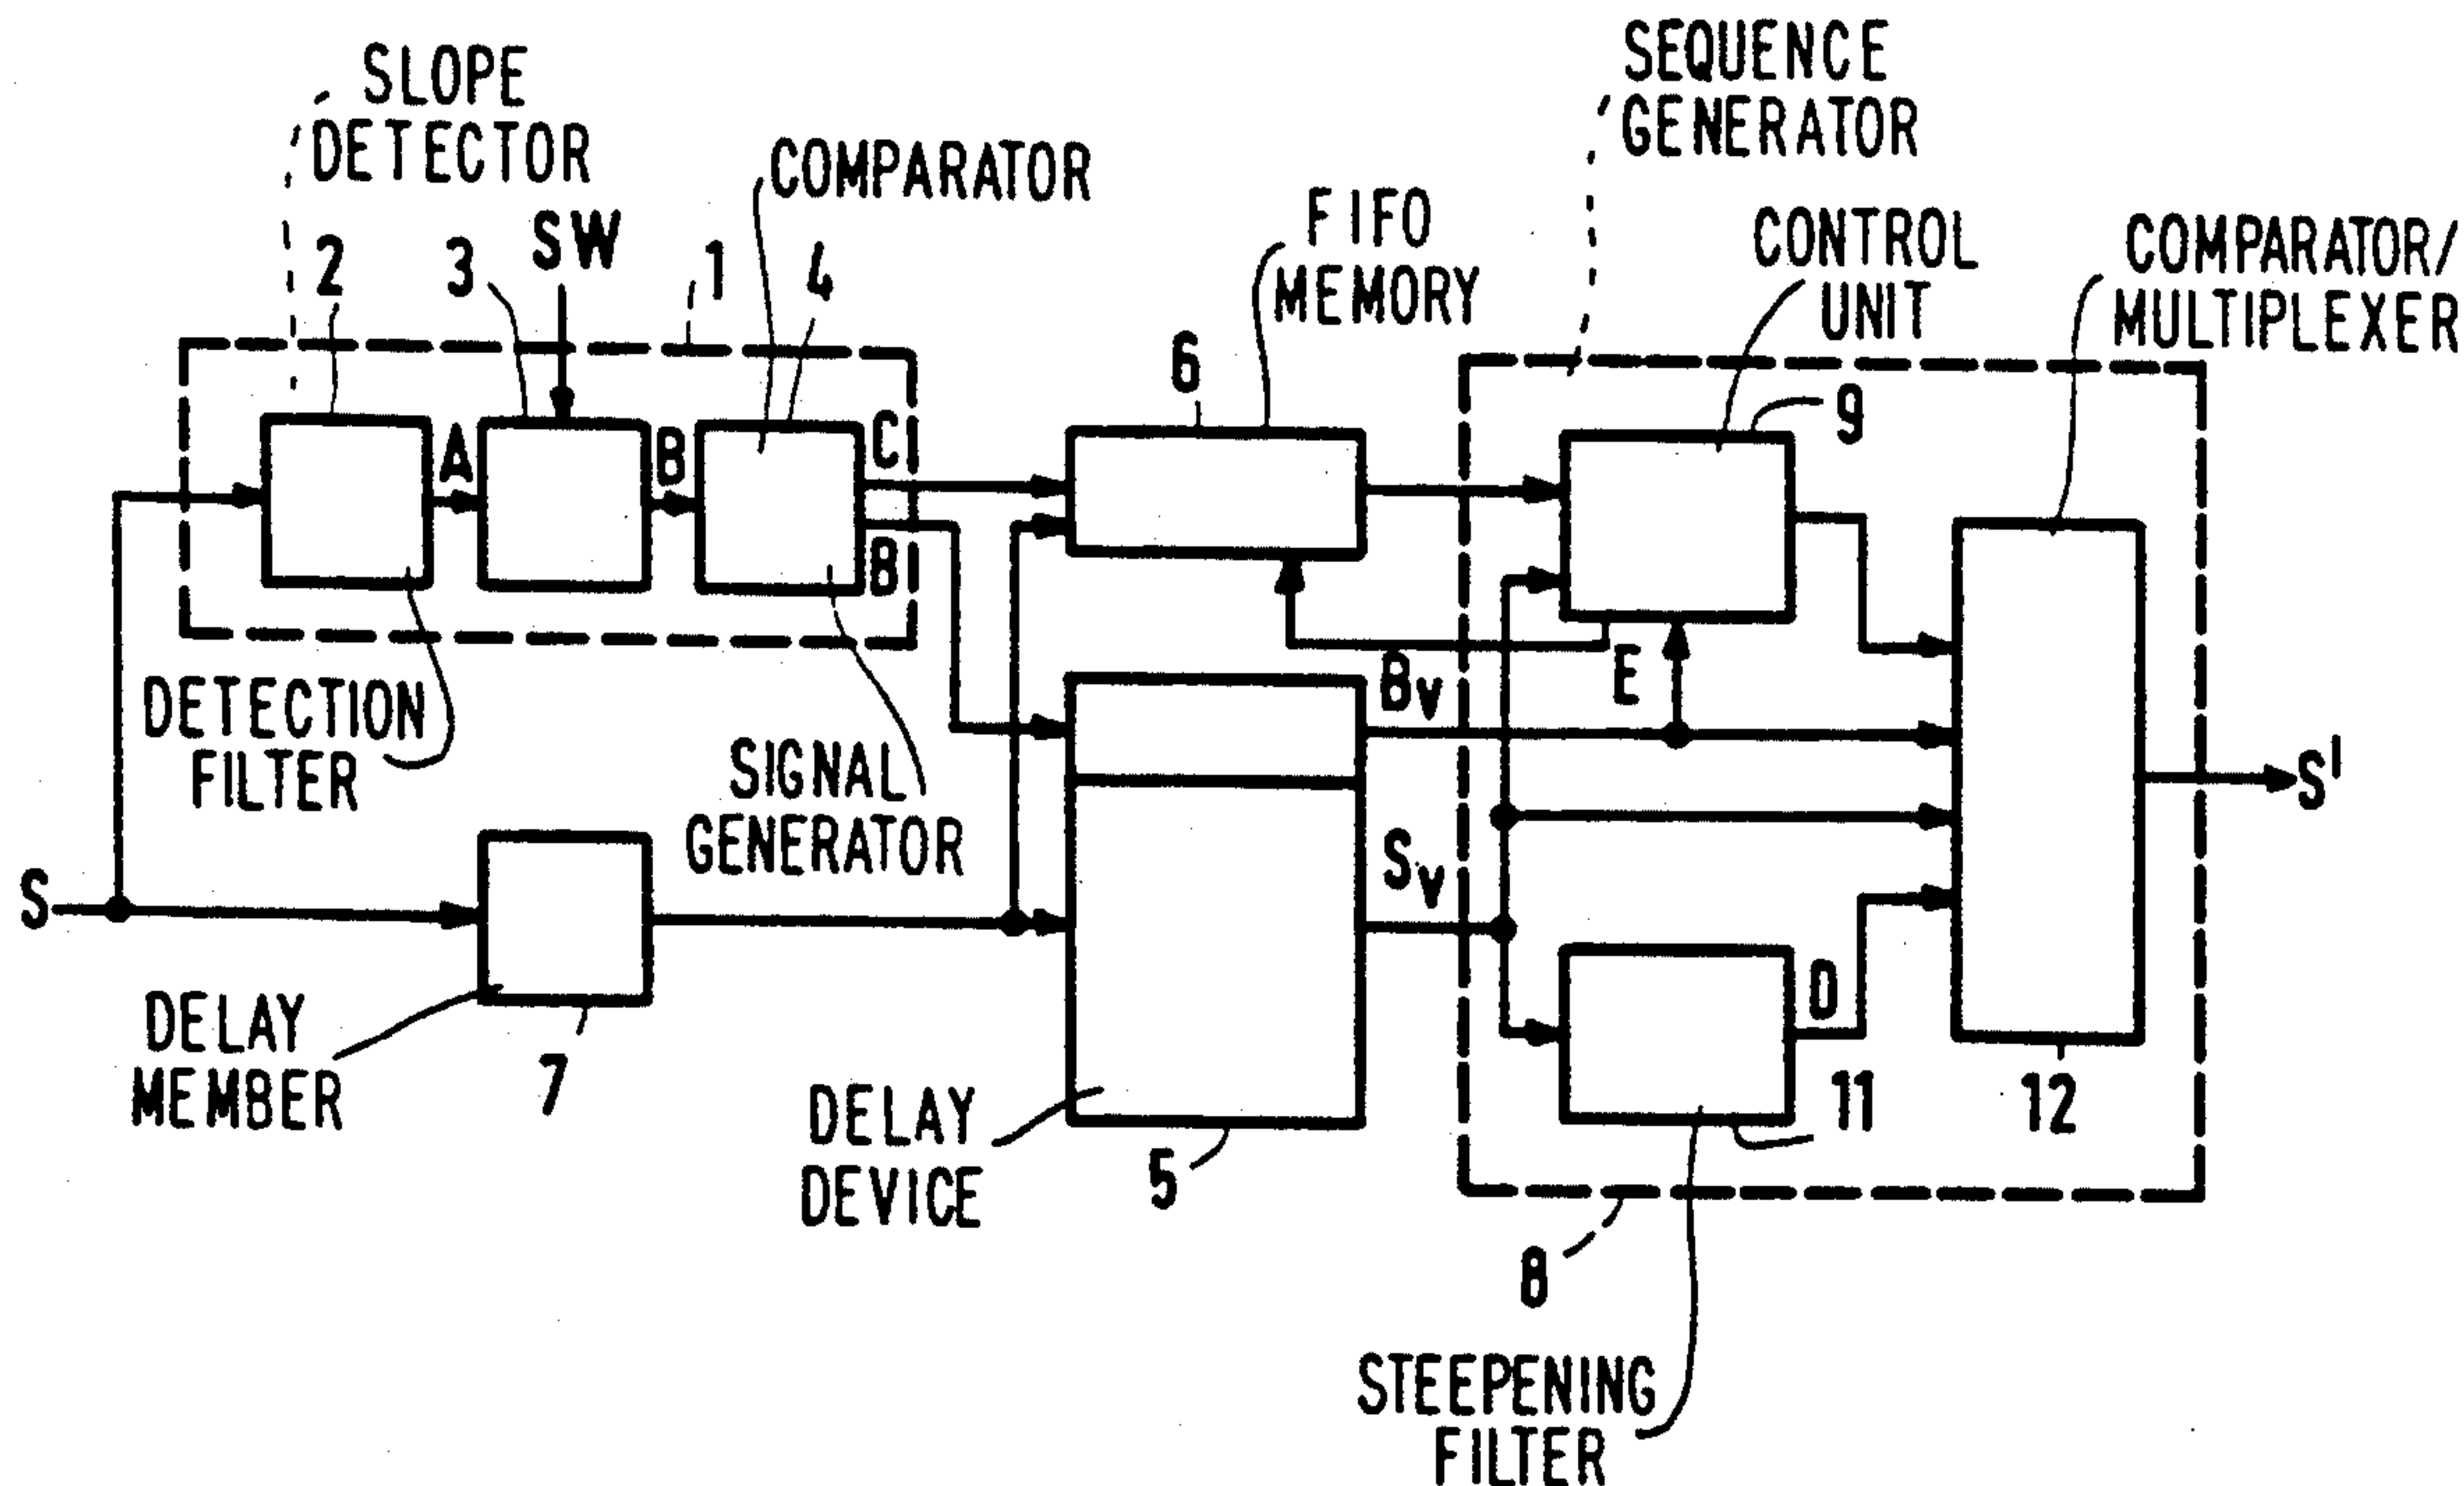 SLOPE
DETECTOR
SEQUENCE
GENERATOR
COMPARATOR
FIFO
MEMORY
CONTROL
UNIT
COMPARATOR/
MULTIPLEXER
2
3
SW
1
4
6
9
A
B
C
B
E
Bv
Sv
D
S
S'
DETECTION
FILTER
SIGNAL
GENERATOR
DELAY
MEMBER
7
DELAY
DEVICE
5
11
12
8
STEEPENING
FILTER